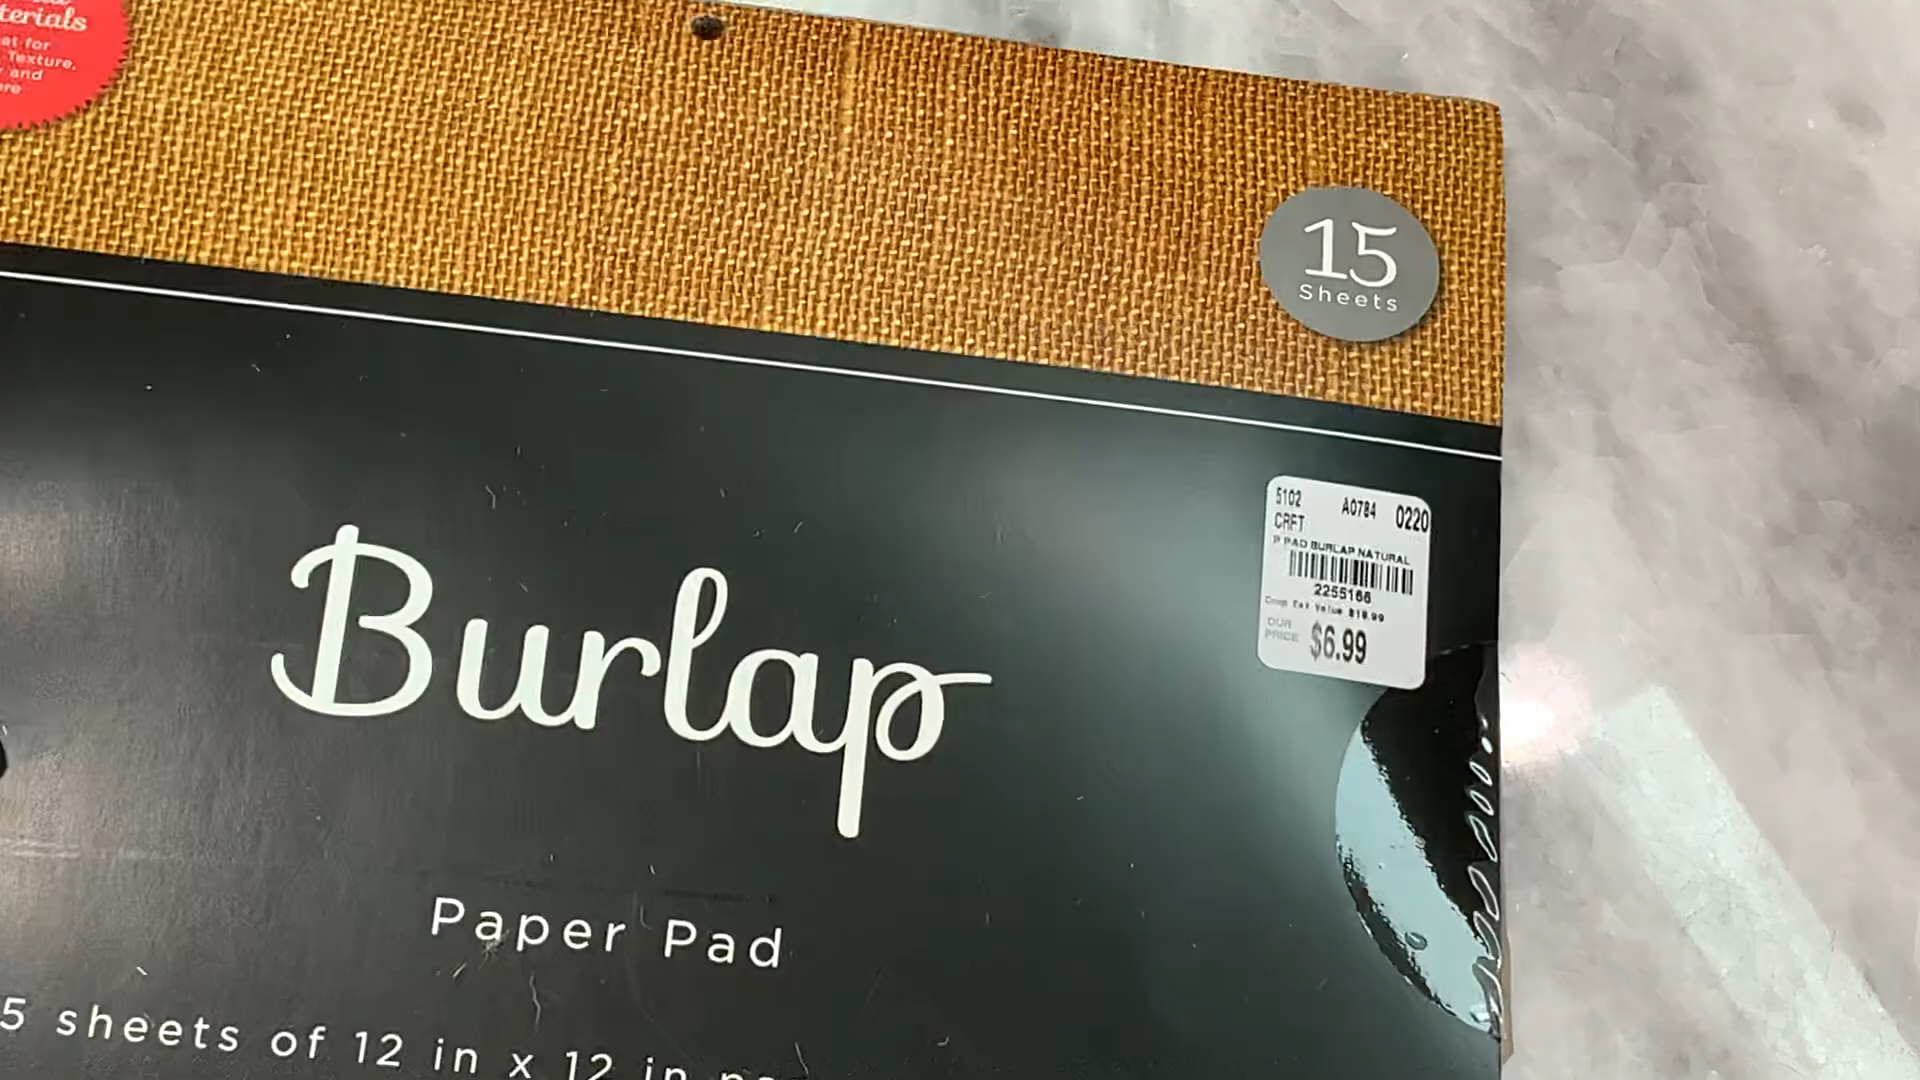 terials
at for
Texture,
and
re
15
Sheets
5102 A0784 0220
CRFT
P PAD BURLAP NATURAL
2255166
OUR
PRICE $6.99
Burlap
Paper Pad
5 sheets of 12 in x 12 in